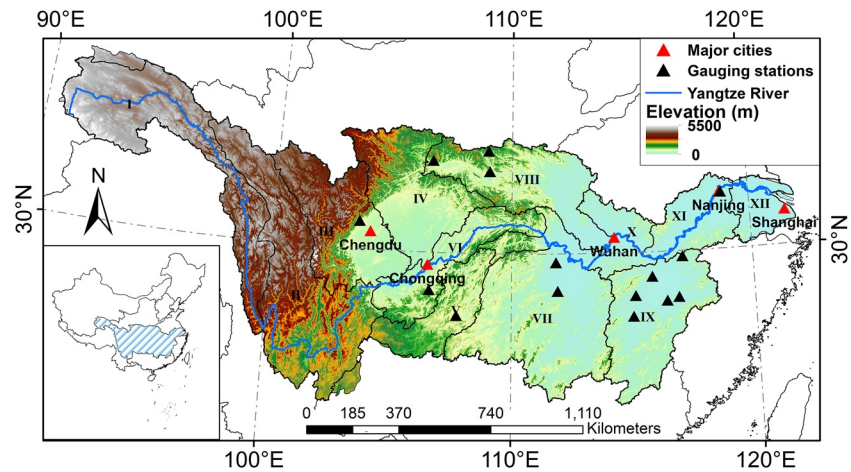 90°E
100°E
110°E
120°E
Major cities
Gauging stations
Yangtze River
Elevation (m)
5500
0
I
N
30°N
30°N
VIII
IV
III
Chengdu
VI
Chongqing
II
VII
Wuhan
X
XI
Nanjing
XII
Shanghai
IX
0 185 370 740 1,110
Kilometers
100°E
110°E
120°E